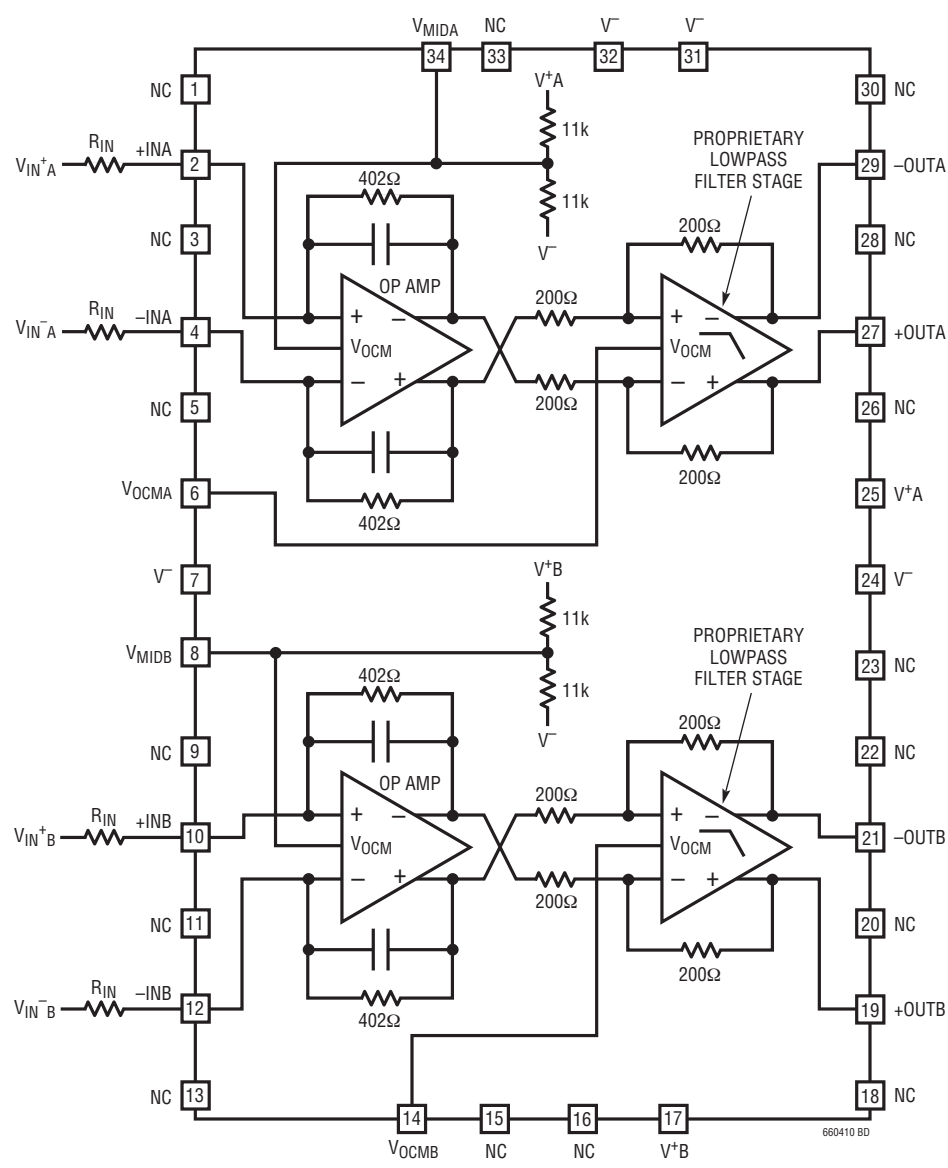 VMIDA NC V− V−
34 33 32 31
NC 1
30 NC
V+A
11k
RIN +INA
VIN+A 2
PROPRIETARY
LOWPASS
FILTER STAGE
29 −OUTA
402Ω
11k
NC 3
V−
200Ω
28 NC
OP AMP
RIN −INA
VIN−A 4
+ −
VOCM
− +
200Ω
200Ω
+ −
VOCM
− +
27 +OUTA
NC 5
26 NC
200Ω
VOCMA 6
402Ω
25 V+A
V− 7
V+B
24 V−
11k
VMIDB 8
PROPRIETARY
LOWPASS
FILTER STAGE
23 NC
402Ω
11k
NC 9
V−
200Ω
22 NC
OP AMP
RIN +INB
VIN+B 10
+ −
VOCM
− +
200Ω
200Ω
+ −
VOCM
− +
21 −OUTB
NC 11
20 NC
200Ω
RIN −INB
VIN−B 12
402Ω
19 +OUTB
NC 13
18 NC
14 15 16 17
VOCMB NC NC V+B
660410 BD